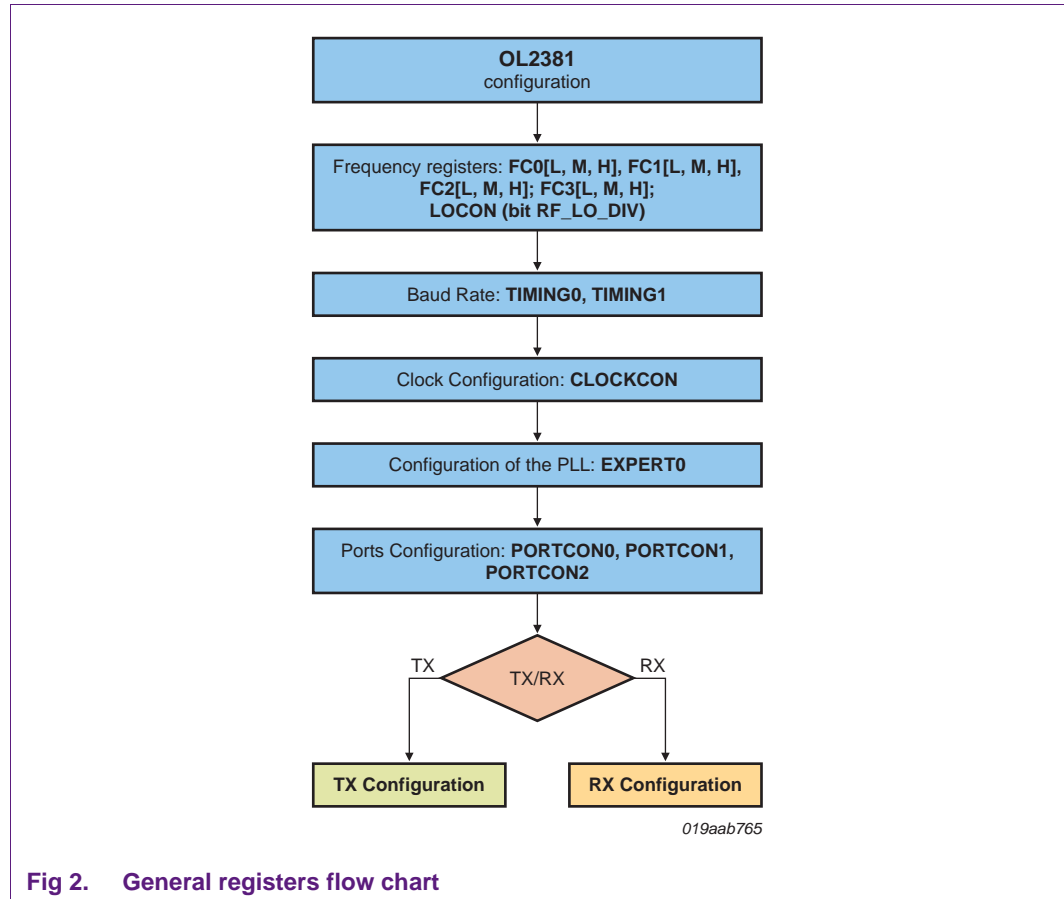 OL2381
configuration
Frequency registers: FC0[L, M, H], FC1[L, M, H],
FC2[L, M, H]; FC3[L, M, H];
LOCON (bit RF_LO_DIV)
Baud Rate: TIMING0, TIMING1
Clock Configuration: CLOCKCON
Configuration of the PLL: EXPERT0
Ports Configuration: PORTCON0, PORTCON1,
PORTCON2
TX
TX/RX
RX
TX Configuration
RX Configuration
019aab765
Fig 2. General registers flow chart